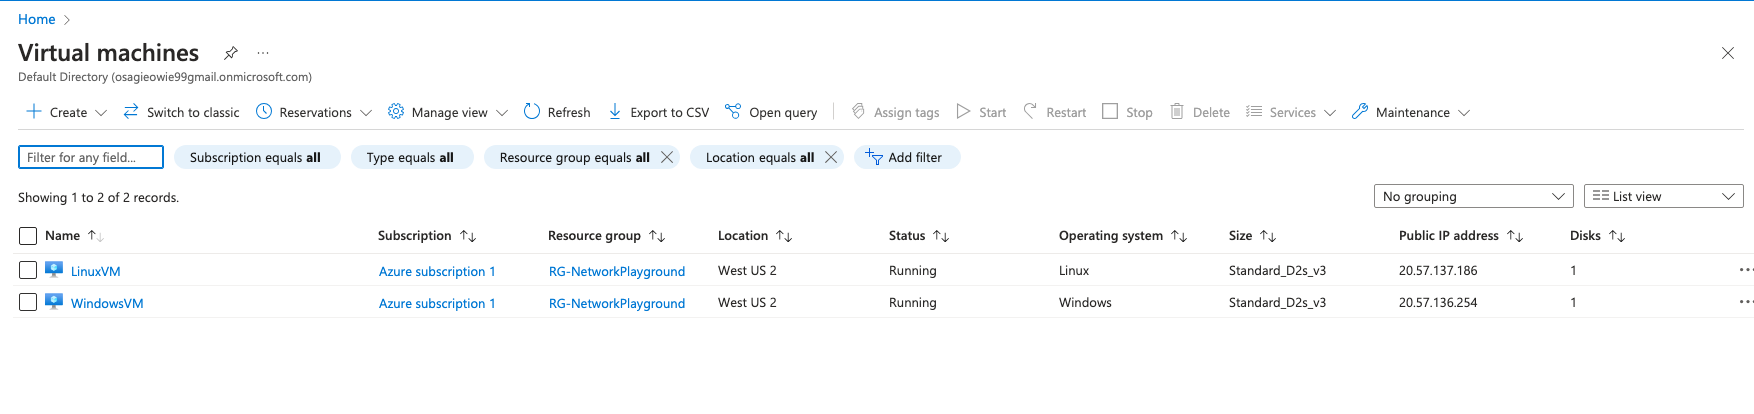 Home
Virtual machines
Default Directory (osagieowie99gmail.onmicrosoft.com)
Create Switch to classic Reservations Manage view Refresh Export to CSV Open query Assign tags Start Restart Stop Delete Services Maintenance
Filter for any field... Subscription equals all Type equals all Resource group equals all Location equals all Add filter
Showing 1 to 2 of 2 records. No grouping List view
Name Subscription Resource group Location Status Operating system Size Public IP address Disks
LinuxVM Azure subscription 1 RG-NetworkPlayground West US 2 Running Linux Standard_D2s_v3 20.57.137.186 1
WindowsVM Azure subscription 1 RG-NetworkPlayground West US 2 Running Windows Standard_D2s_v3 20.57.136.254 1